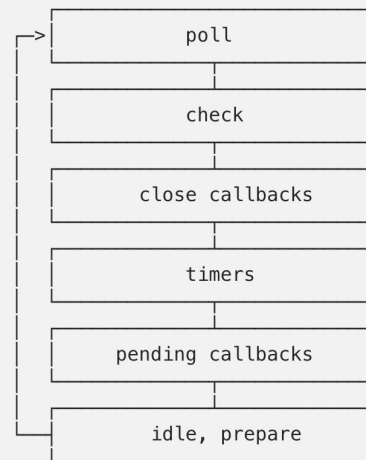 poll
check
close callbacks
timers
pending callbacks
idle, prepare